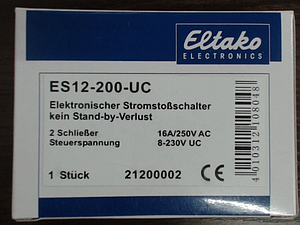 Eltako
ELECTRONICS
ES12-200-UC
Elektronischer Stromstoßschalter
kein Stand-by-Verlust
2 Schließer 16A/250V AC
Steuerspannung 8-230V UC
1 Stück 21200002 CE
4010312108048